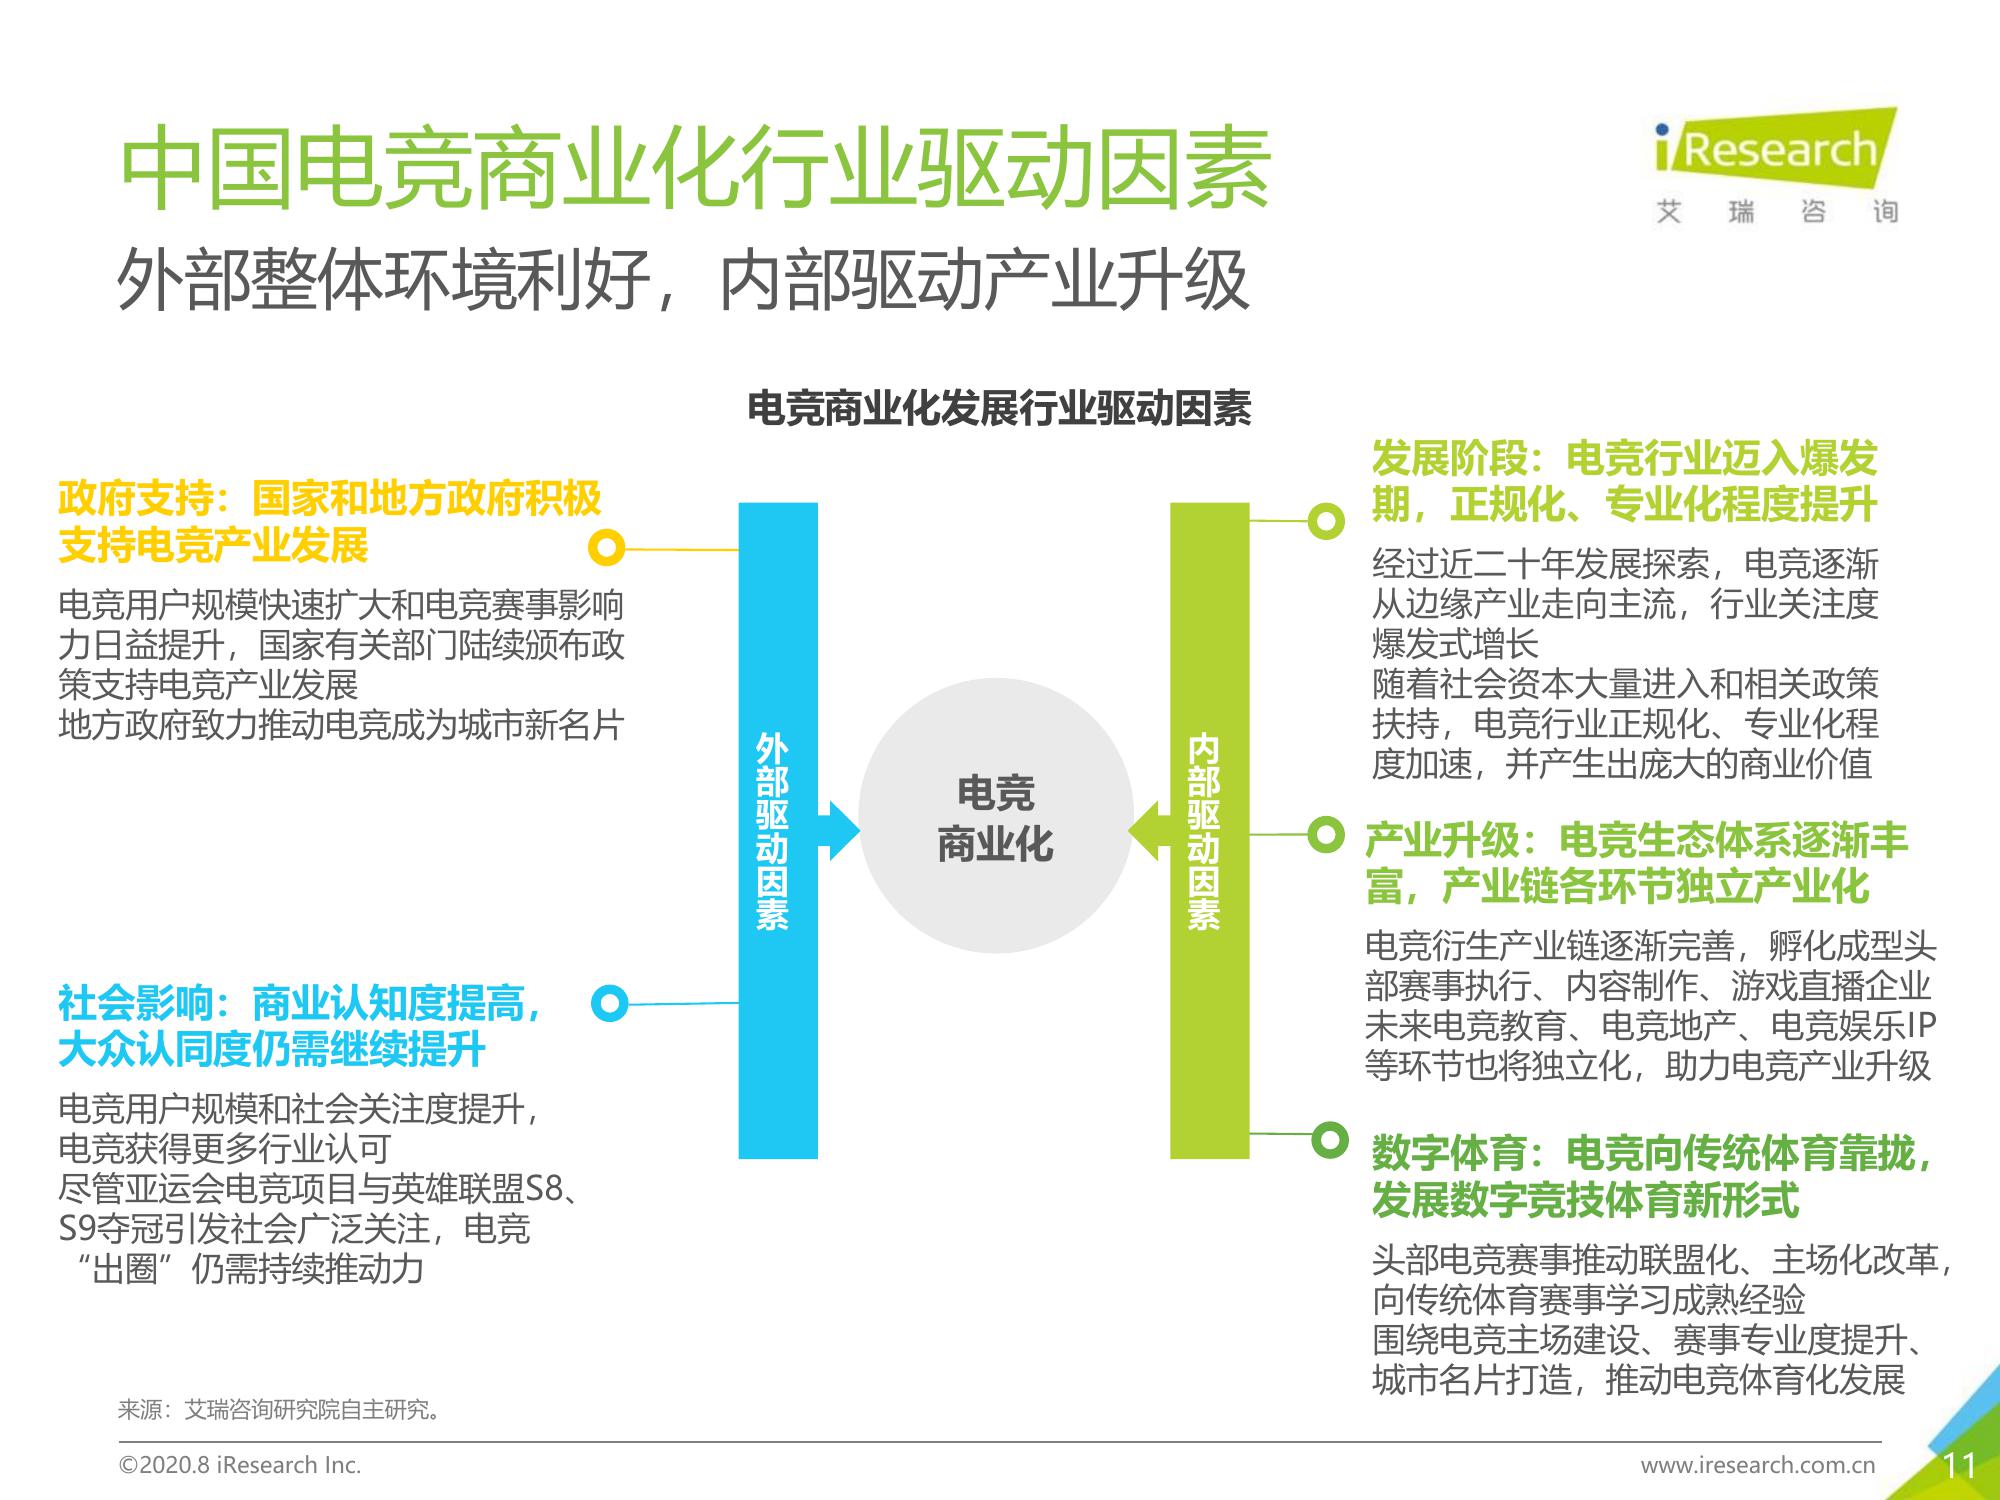 中国电竞商业化行业驱动因素
iResearch
艾瑞咨询
外部整体环境利好，内部驱动产业升级
电竞商业化发展行业驱动因素
政府支持：国家和地方政府积极
支持电竞产业发展
电竞用户规模快速扩大和电竞赛事影响
力日益提升，国家有关部门陆续颁布政
策支持电竞产业发展
地方政府致力推动电竞成为城市新名片
社会影响：商业认知度提高，
大众认同度仍需继续提升
电竞用户规模和社会关注度提升，
电竞获得更多行业认可
尽管亚运会电竞项目与英雄联盟S8、
S9夺冠引发社会广泛关注，电竞
“出圈”仍需持续推动力
外部驱动因素
电竞
商业化
内部驱动因素
发展阶段：电竞行业迈入爆发
期，正规化、专业化程度提升
经过近二十年发展探索，电竞逐渐
从边缘产业走向主流，行业关注度
爆发式增长
随着社会资本大量进入和相关政策
扶持，电竞行业正规化、专业化程
度加速，并产生出庞大的商业价值
产业升级：电竞生态体系逐渐丰
富，产业链各环节独立产业化
电竞衍生产业链逐渐完善，孵化成型头
部赛事执行、内容制作、游戏直播企业
未来电竞教育、电竞地产、电竞娱乐IP
等环节也将独立化，助力电竞产业升级
数字体育：电竞向传统体育靠拢，
发展数字竞技体育新形式
头部电竞赛事推动联盟化、主场化改革，
向传统体育赛事学习成熟经验
围绕电竞主场建设、赛事专业度提升、
城市名片打造，推动电竞体育化发展
来源：艾瑞咨询研究院自主研究。
©2020.8 iResearch Inc.
www.iresearch.com.cn
11